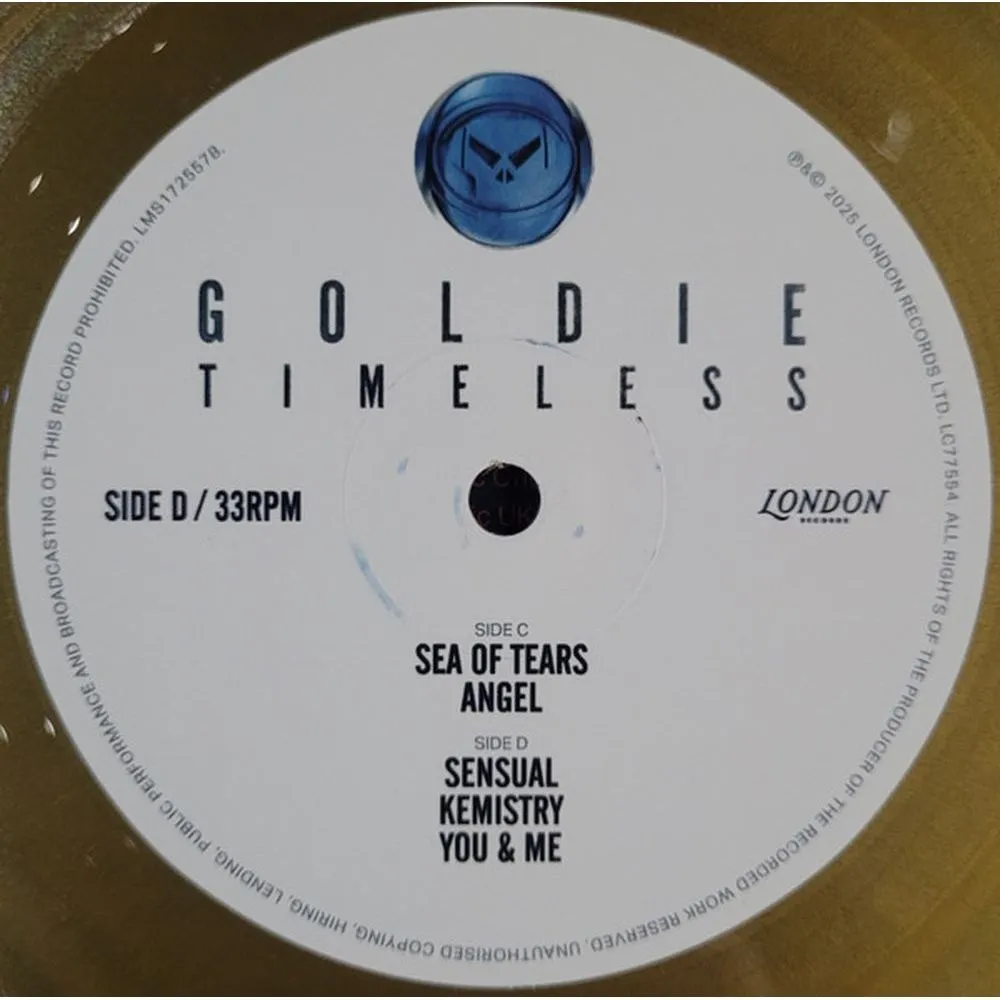 GOLDIE
TIMELESS
SIDE D / 33RPM
LONDON
RECORDS
SIDE C
SEA OF TEARS
ANGEL
SIDE D
SENSUAL
KEMISTRY
YOU & ME
℗&© 2025 LONDON RECORDS LTD. LC77554. ALL RIGHTS OF THE PRODUCER OF THE RECORDED WORK RESERVED. UNAUTHORISED COPYING, HIRING, LENDING, PUBLIC PERFORMANCE AND BROADCASTING OF THIS RECORD PROHIBITED. LMS1725578.